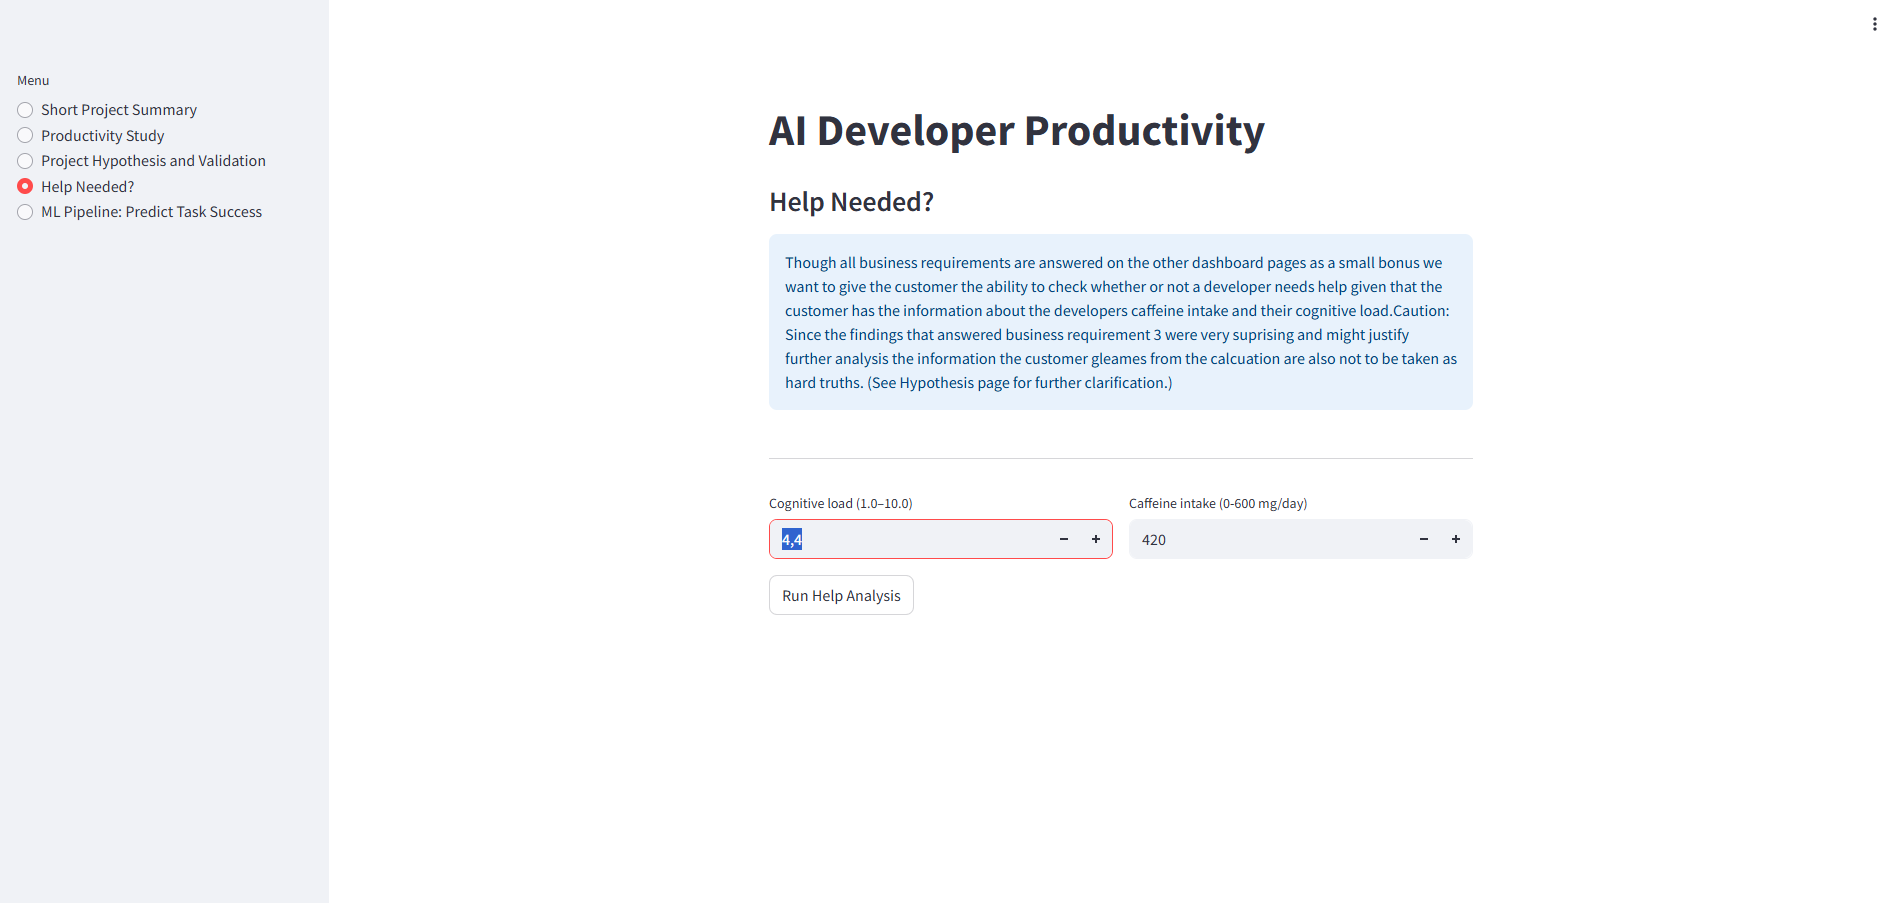 Menu
Short Project Summary
Productivity Study
Project Hypothesis and Validation
Help Needed?
ML Pipeline: Predict Task Success
AI Developer Productivity
Help Needed?
Though all business requirements are answered on the other dashboard pages as a small bonus we
want to give the customer the ability to check whether or not a developer needs help given that the
customer has the information about the developers caffeine intake and their cognitive load.Caution:
Since the findings that answered business requirement 3 were very suprising and might justify
further analysis the information the customer gleames from the calcuation are also not to be taken as
hard truths. (See Hypothesis page for further clarification.)
Cognitive load (1.0–10.0)
4,4
Caffeine intake (0-600 mg/day)
420
Run Help Analysis